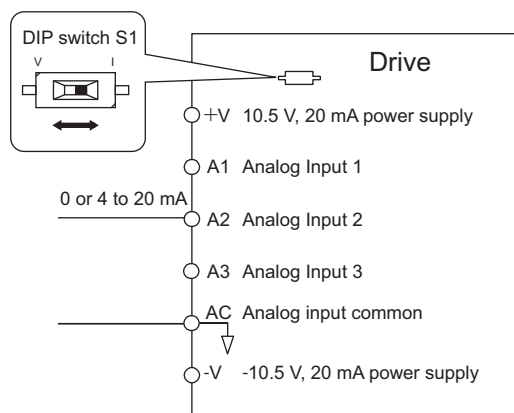 DIP switch S1
V I
Drive
+V 10.5 V, 20 mA power supply
A1 Analog Input 1
0 or 4 to 20 mA
A2 Analog Input 2
A3 Analog Input 3
AC Analog input common
-V -10.5 V, 20 mA power supply